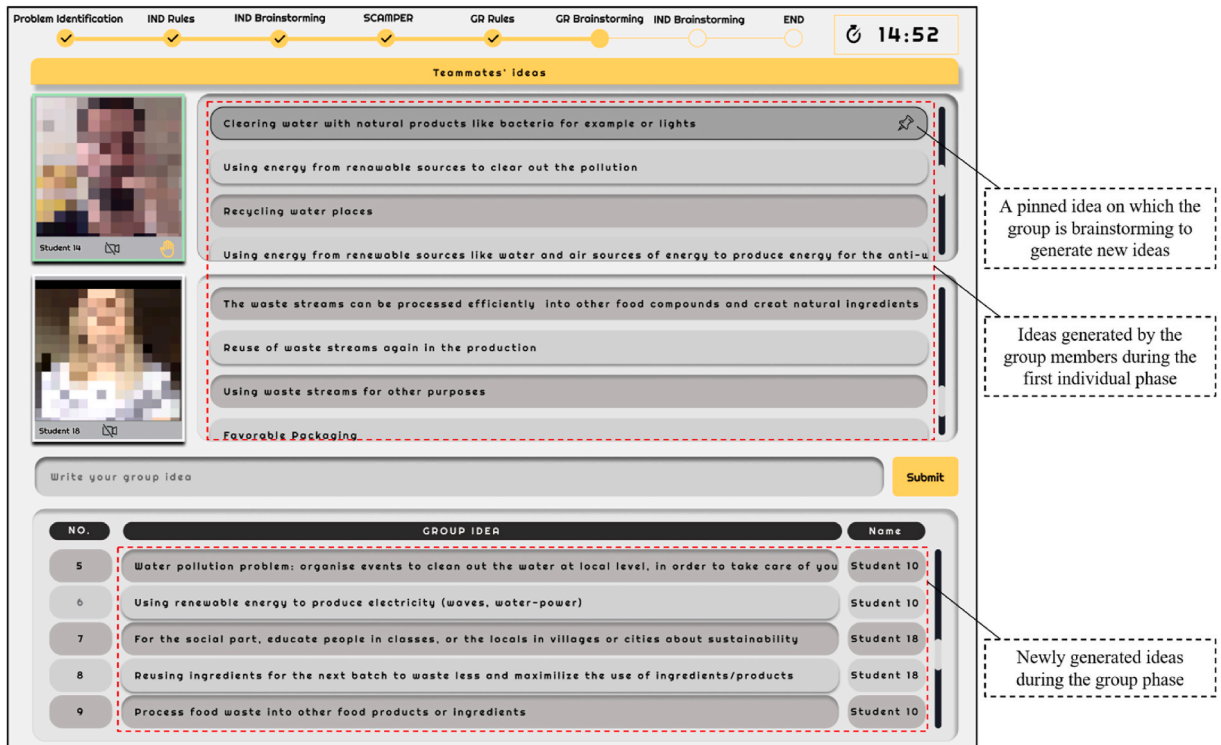 Problem Identification IND Rules IND Brainstorming SCAMPER GR Rules GR Brainstorming IND Brainstorming END
14:52
Teammates' ideas
Clearing water with natural products like bacteria for example or lights
Using energy from renawable sources to clear out the pollution
Recycling water places
Using energy from renewable sources like water and air sources of energy to produce energy for the anti-u
Student 14
The waste streams can be processed efficiently into other food compounds and creat natural ingredients
Reuse of waste streams again in the production
Using waste streams for other purposes
Favorable Packaging
Student 18
Write your group idea
Submit
NO. GROUP IDEA Name
5 Water pollution problem: organise events to clean out the water at local level, in order to take care of you Student 10
6 Using renewable energy to produce electricity (waves, water-power) Student 10
7 For the social part, educate people in classes, or the locals in villages or cities about sustainability Student 18
8 Reusing ingredients for the next batch to waste less and maximilize the use of ingredients/products Student 18
9 Process food waste into other food products or ingredients Student 10
A pinned idea on which the
group is brainstorming to
generate new ideas
Ideas generated by the
group members during the
first individual phase
Newly generated ideas
during the group phase